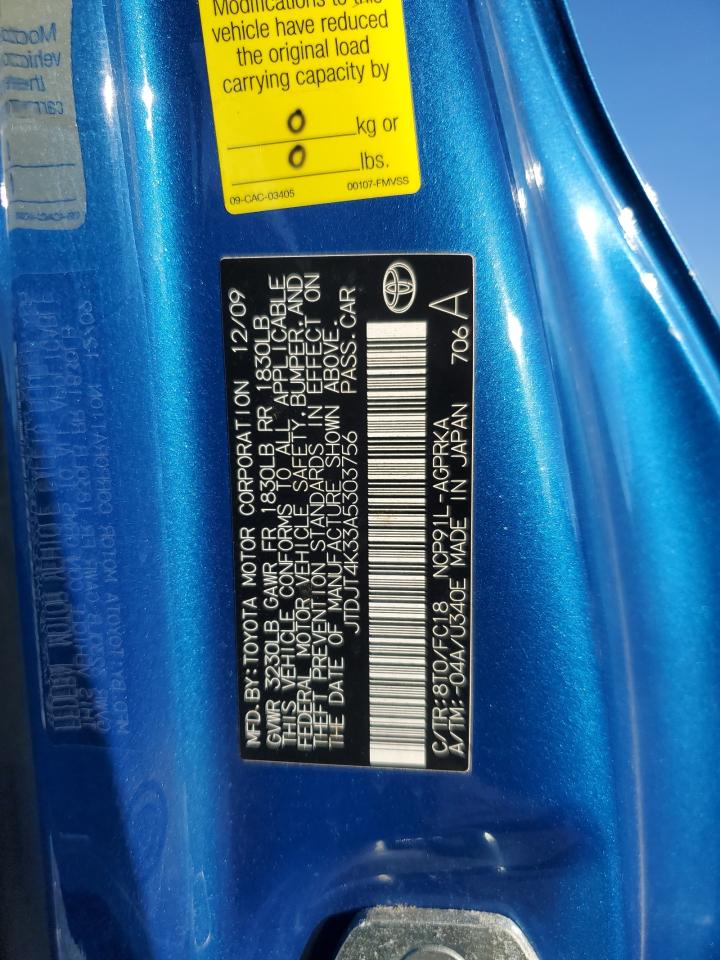 Modifications to this
vehicle have reduced
the original load
carrying capacity by
0 kg or
0 lbs.
09-CAC-03405 00107-FMVSS
MFD.BY:TOYOTA MOTOR CORPORATION 12/09
GVWR 3230LB GAWR FR 1830LB RR 1830LB
THIS VEHICLE CONFORMS TO ALL APPLICABLE
FEDERAL MOTOR VEHICLE SAFETY,BUMPER,AND
THEFT PREVENTION STANDARDS IN EFFECT ON
THE DATE OF MANUFACTURE SHOWN ABOVE.
JTDJT4K33A5303756 PASS.CAR
C/TR:8T0/FC18 NCP91L-AGPRKA 706
A/TM:-04A/U340E MADE IN JAPAN A